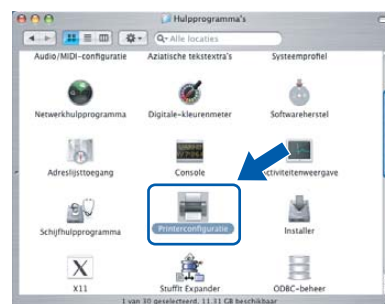 Hulpprogramma's
Alle locaties
Audio/MIDI-configuratie Aziatische tekstextra's Systeemprofiel
Netwerkhulpprogramma Digitale-kleurenmeter Softwareherstel
Adreslijsttoegang Console ctiviteitenweergave
Schijfhulpprogramma Printerconfiguratie Installer
X11 StuffIt Expander ODBC-beheer
1 van 30 geselecteerd, 11.31 GB beschikbaar